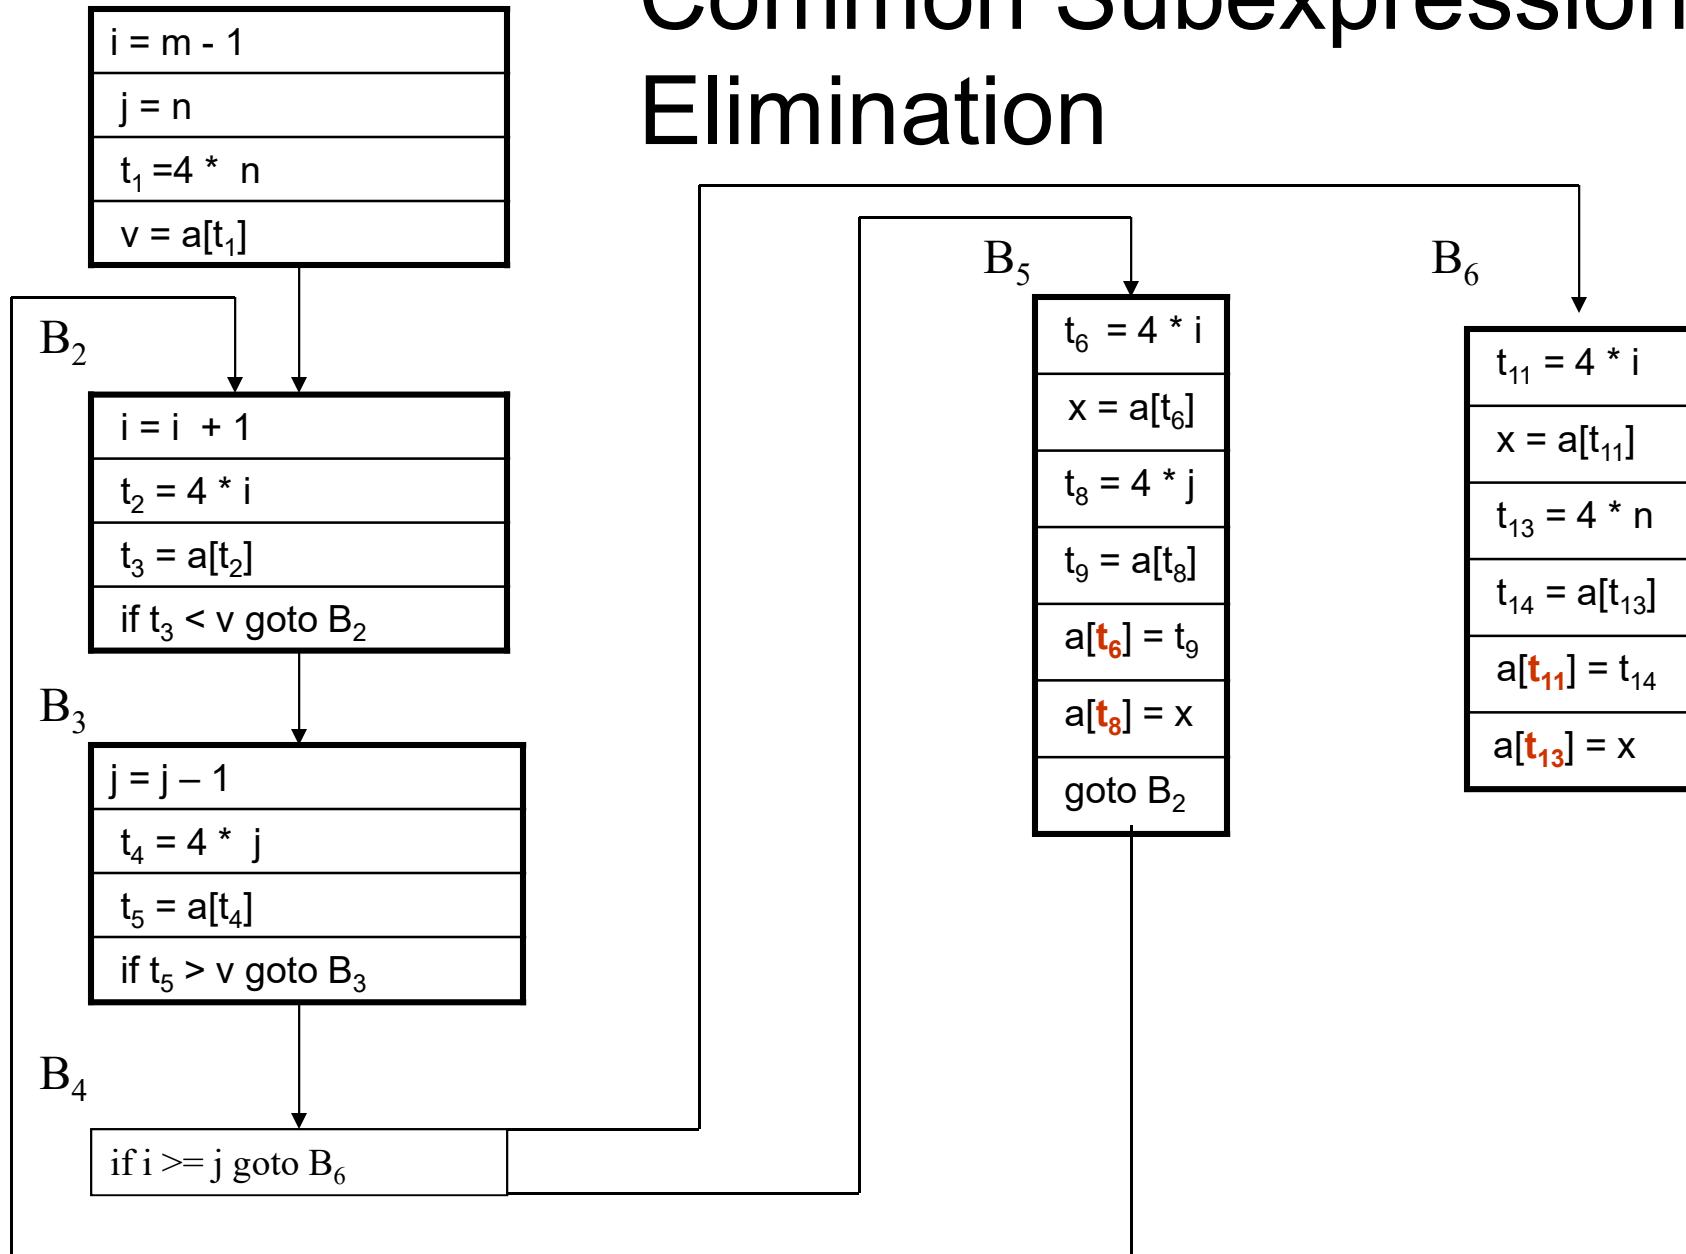 Common Subexpression
Elimination
i = m - 1
j = n
t₁ =4 * n
v = a[t₁]
B₂
i = i + 1
t₂ = 4 * i
t₃ = a[t₂]
if t₃ < v goto B₂
B₃
j = j – 1
t₄ = 4 * j
t₅ = a[t₄]
if t₅ > v goto B₃
B₄
if i >= j goto B₆
B₅
t₆ = 4 * i
x = a[t₆]
t₈ = 4 * j
t₉ = a[t₈]
a[t₆] = t₉
a[t₈] = x
goto B₂
B₆
t₁₁ = 4 * i
x = a[t₁₁]
t₁₃ = 4 * n
t₁₄ = a[t₁₃]
a[t₁₁] = t₁₄
a[t₁₃] = x